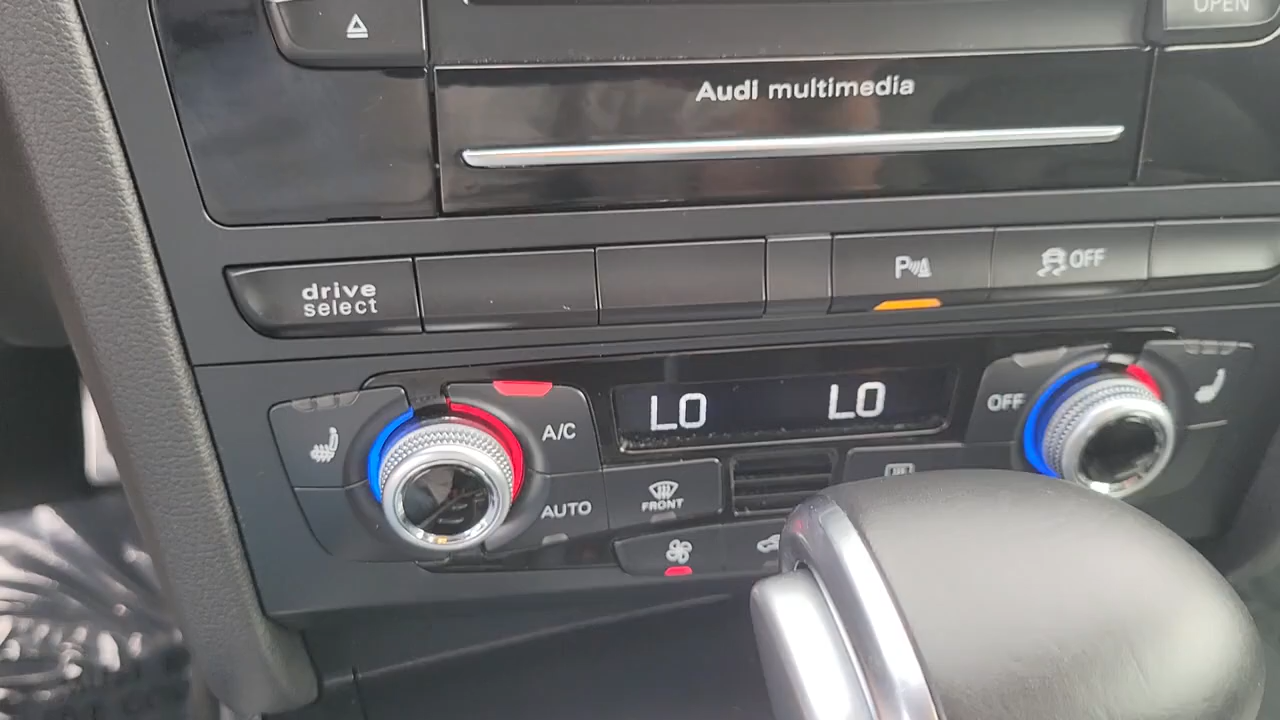 OPEN
Audi multimedia
drive
select
P
OFF
LO
LO
OFF
A/C
AUTO
FRONT